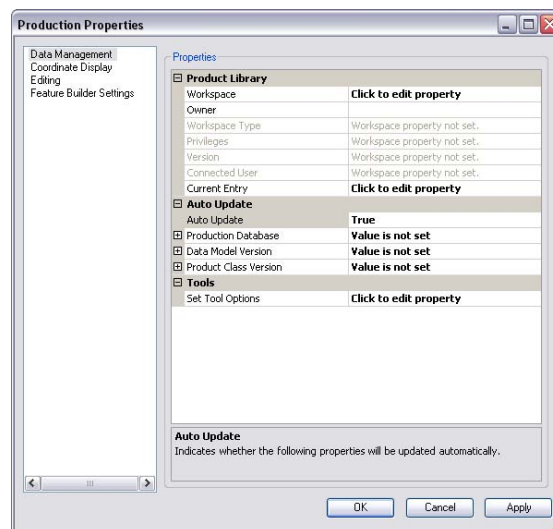 Production Properties
Data Management
Coordinate Display
Editing
Feature Builder Settings
Properties
Product Library
Workspace Click to edit property
Owner
Workspace Type Workspace property not set.
Privileges Workspace property not set.
Version Workspace property not set.
Connected User Workspace property not set.
Current Entry Click to edit property
Auto Update
Auto Update True
Production Database Value is not set
Data Model Version Value is not set
Product Class Version Value is not set
Tools
Set Tool Options Click to edit property
Auto Update
Indicates whether the following properties will be updated automatically.
OK Cancel Apply